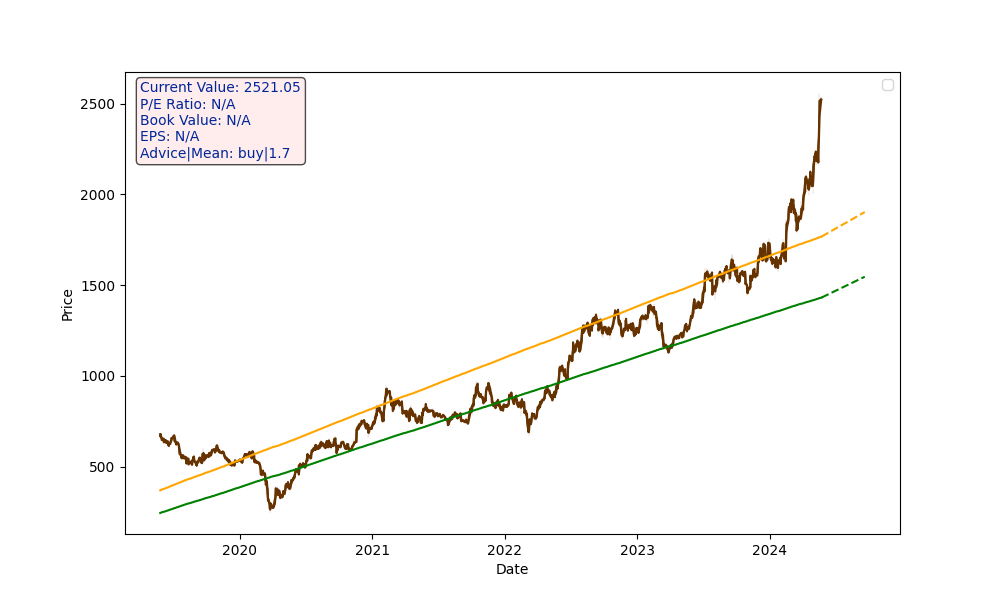 Current Value: 2521.05
P/E Ratio: N/A
Book Value: N/A
EPS: N/A
Advice|Mean: buy|1.7
2500
2000
1500
1000
500
Price
2020 2021 2022 2023 2024
Date